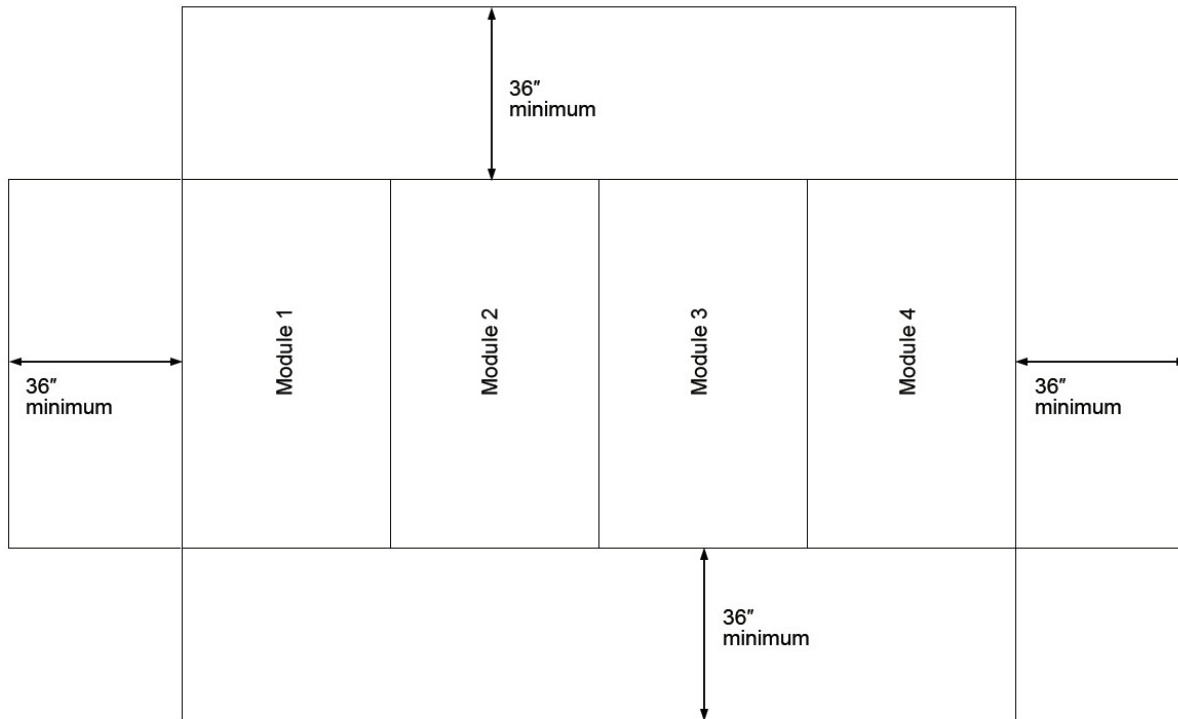 36″
minimum
Module 1
Module 2
Module 3
Module 4
36″
minimum
36″
minimum
36″
minimum